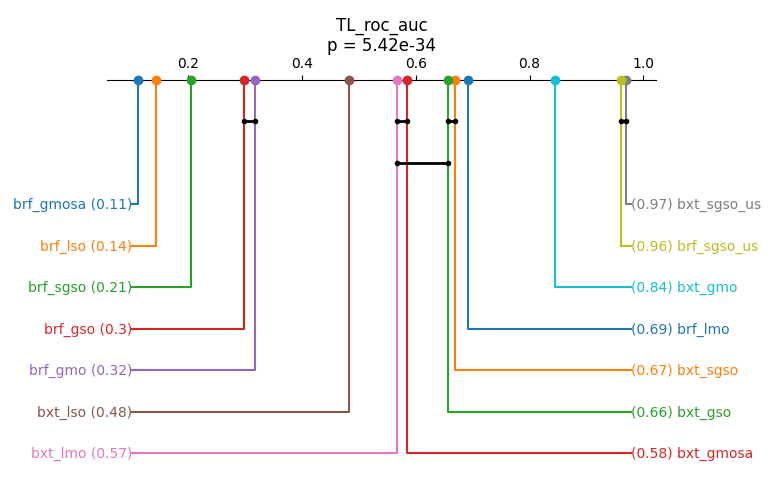 TL_roc_auc
p = 5.42e-34
0.2 0.4 0.6 0.8 1.0
brf_gmosa (0.11) (0.97) bxt_sgso_us
brf_lso (0.14) (0.96) brf_sgso_us
brf_sgso (0.21) (0.84) bxt_gmo
brf_gso (0.3) (0.69) brf_lmo
brf_gmo (0.32) (0.67) bxt_sgso
bxt_lso (0.48) (0.66) bxt_gso
bxt_lmo (0.57) (0.58) bxt_gmosa